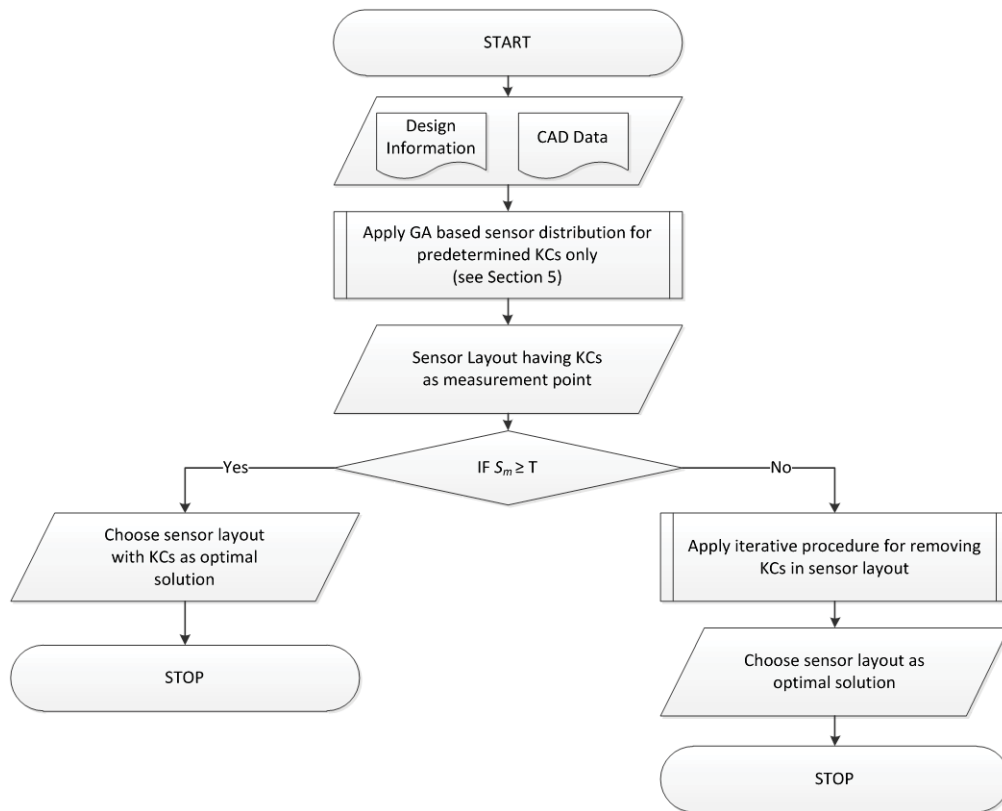 START
Design
Information
CAD Data
Apply GA based sensor distribution for
predetermined KCs only
(see Section 5)
Sensor Layout having KCs
as measurement point
IF Sm ≥ T
Yes
No
Choose sensor layout
with KCs as optimal
solution
Apply iterative procedure for removing
KCs in sensor layout
STOP
Choose sensor layout as
optimal solution
STOP